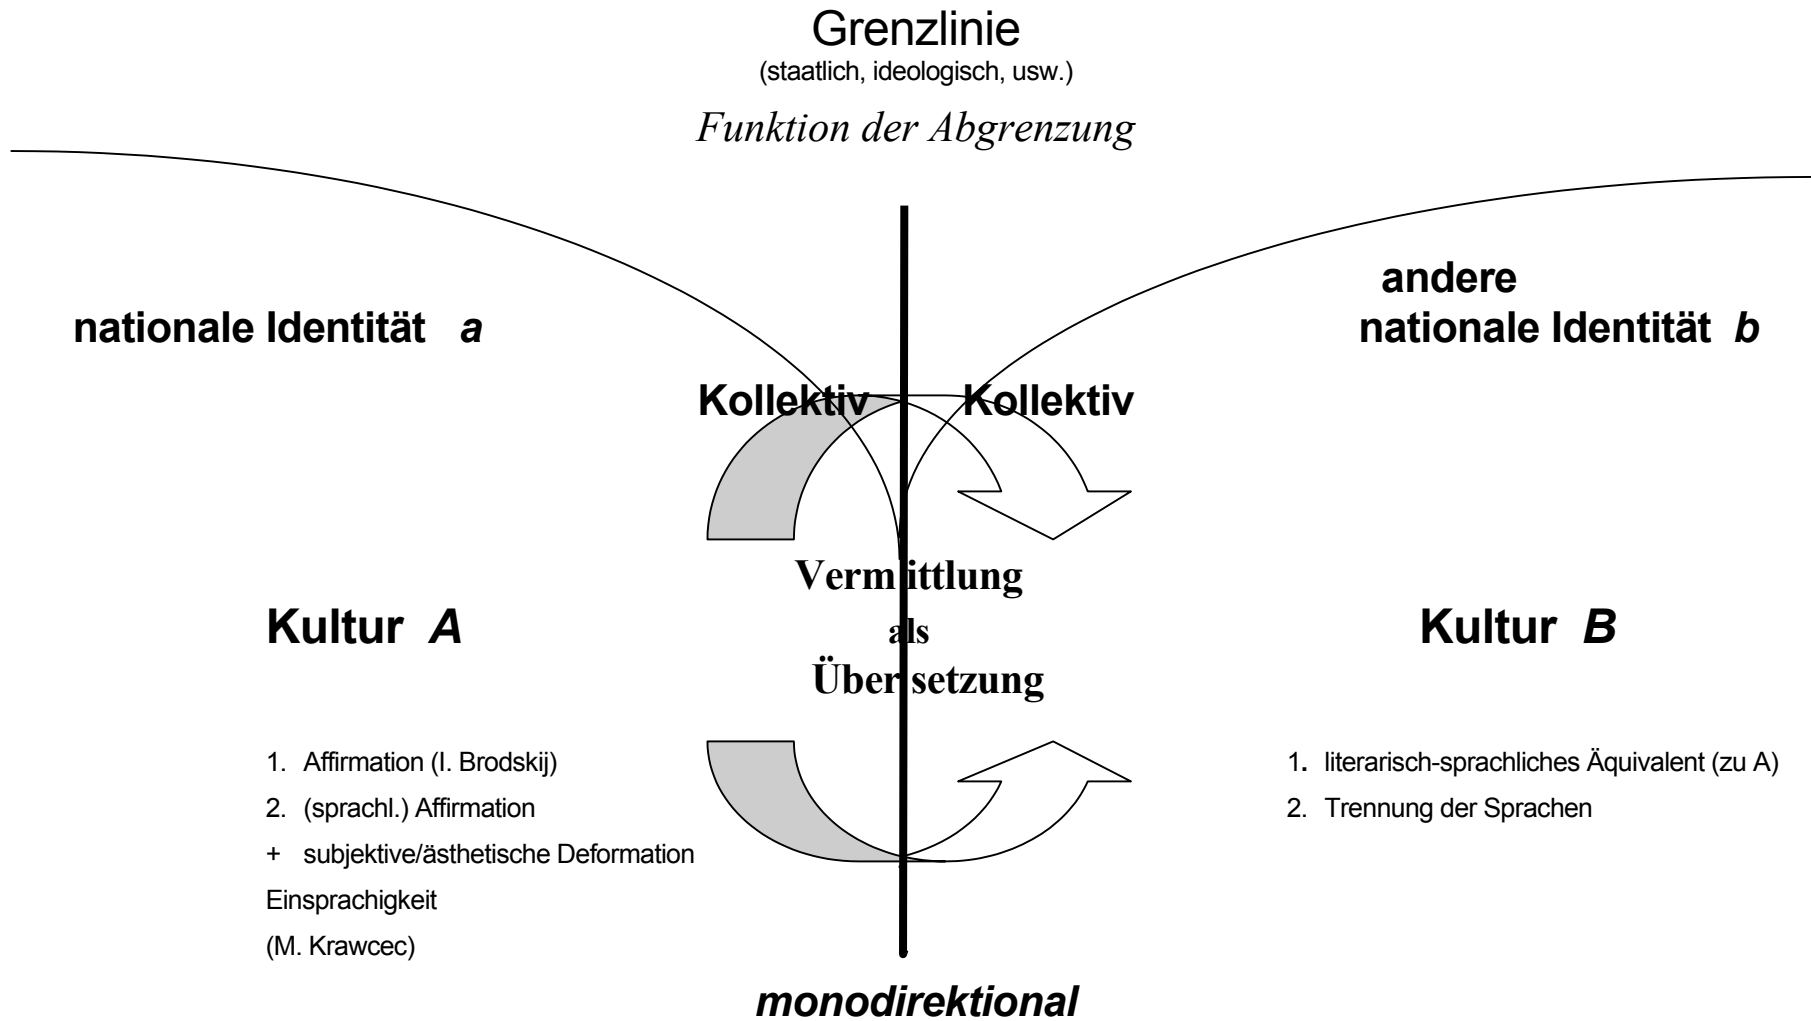 Grenzlinie
(staatlich, ideologisch, usw.)
Funktion der Abgrenzung
nationale Identität a
andere
nationale Identität b
Kollektiv
Kollektiv
Vermittlung
als
Übersetzung
Kultur A
Kultur B
1. Affirmation (I. Brodskij)
2. (sprachl.) Affirmation
+ subjektive/ästhetische Deformation
Einsprachigkeit
(M. Krawcec)
1. literarisch-sprachliches Äquivalent (zu A)
2. Trennung der Sprachen
monodirektional